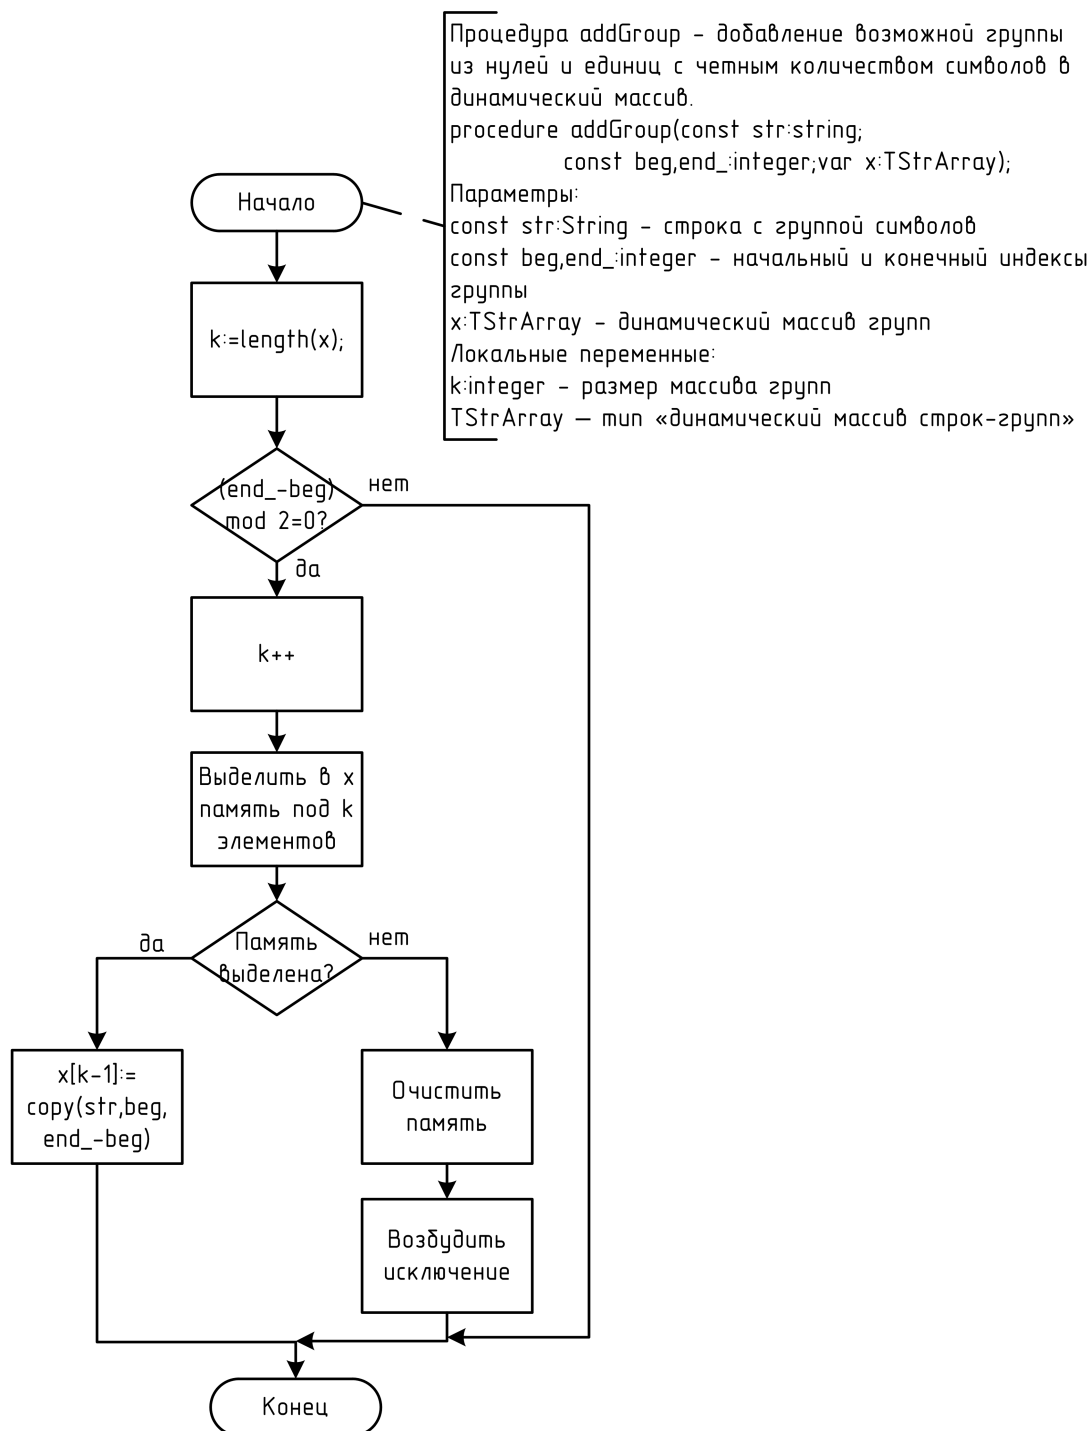 Процедура addGroup - добавление возможной группы
из нулей и единиц с четным количеством символов в
динамический массив.
procedure addGroup(const str:string;
const beg,end_:integer;var x:TStrArray);
Параметры:
const str:String - строка с группой символов
const beg,end_:integer - начальный и конечный индексы
группы
x:TStrArray - динамический массив групп
Локальные переменные:
k:integer - размер массива групп
TStrArray — тип «динамический массив строк-групп»
Начало
k:=length(x);
(end_-beg)
mod 2=0?
нет
да
k++
Выделить в x
память под k
элементов
Память
выделена?
да
нет
x[k-1]:=
copy(str,beg,
end_-beg)
Очистить
память
Возбудить
исключение
Конец